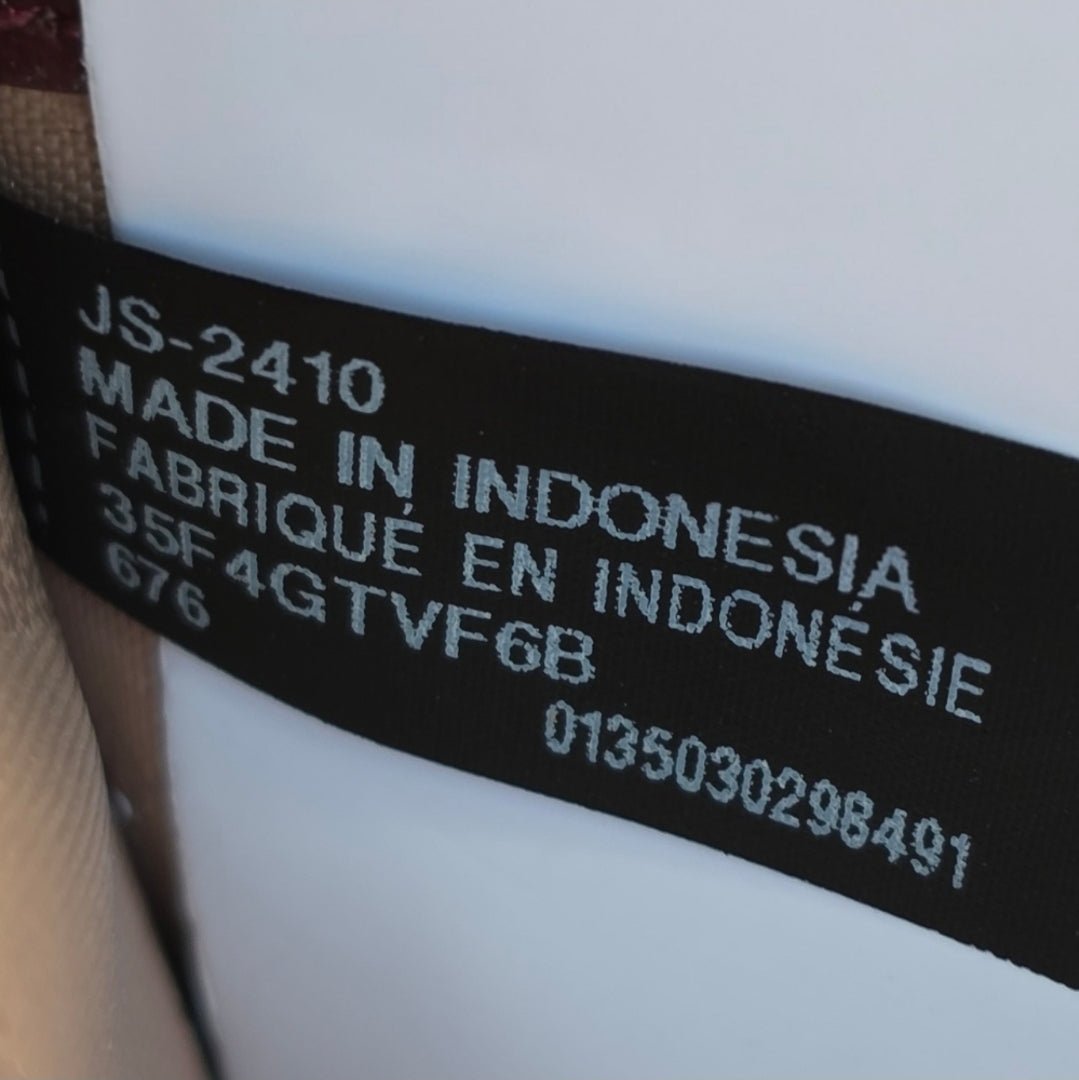 JS-2410
MADE IN INDONESIA
FABRIQUÉ EN INDONÉSIE
35F4GTVF6B
676
0135030298491